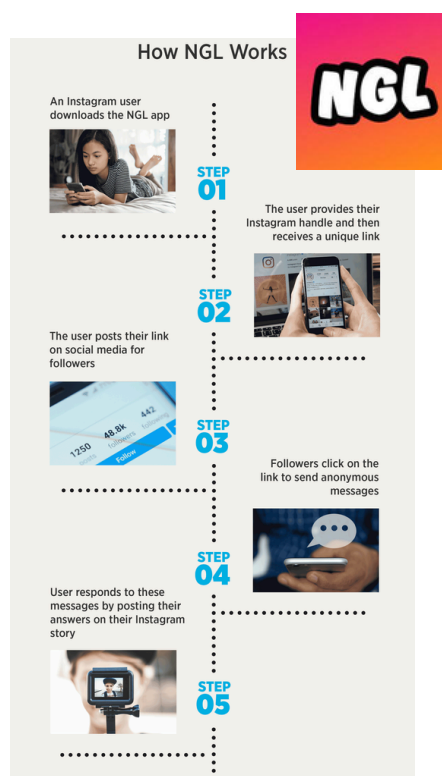 How NGL Works
NGL
An Instagram user
downloads the NGL app
STEP
01
The user provides their
Instagram handle and then
receives a unique link
STEP
02
The user posts their link
on social media for
followers
1250
posts
48.8k
followers
442
following
Follow
STEP
03
Followers click on the
link to send anonymous
messages
STEP
04
User responds to these
messages by posting their
answers on their Instagram
story
STEP
05